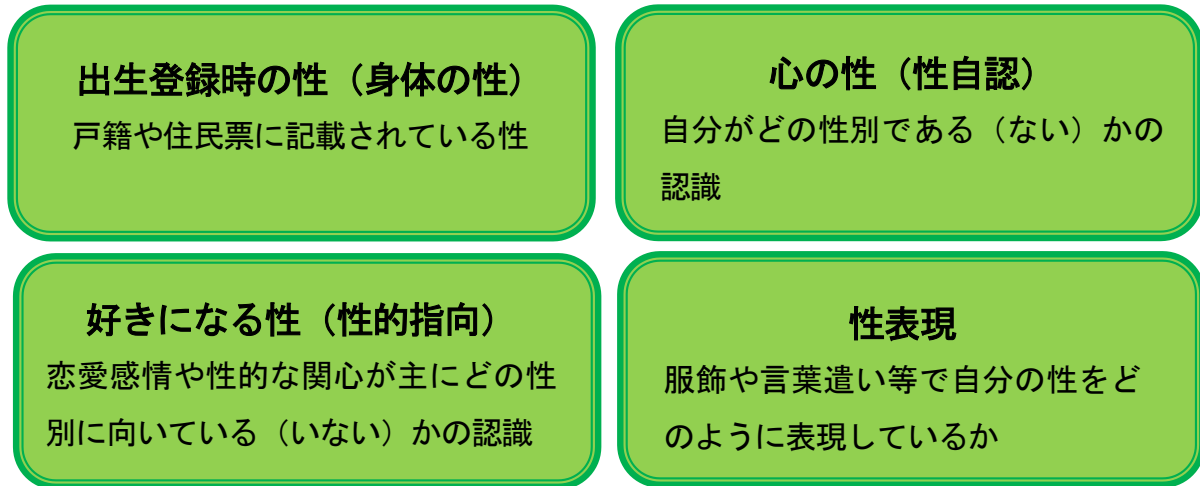 出生登録時の性（身体の性）
戸籍や住民票に記載されている性
心の性（性自認）
自分がどの性別である（ない）かの
認識
好きになる性（性的指向）
恋愛感情や性的な関心が主にどの性
別に向いている（いない）かの認識
性表現
服飾や言葉遣い等で自分の性をど
のように表現しているか